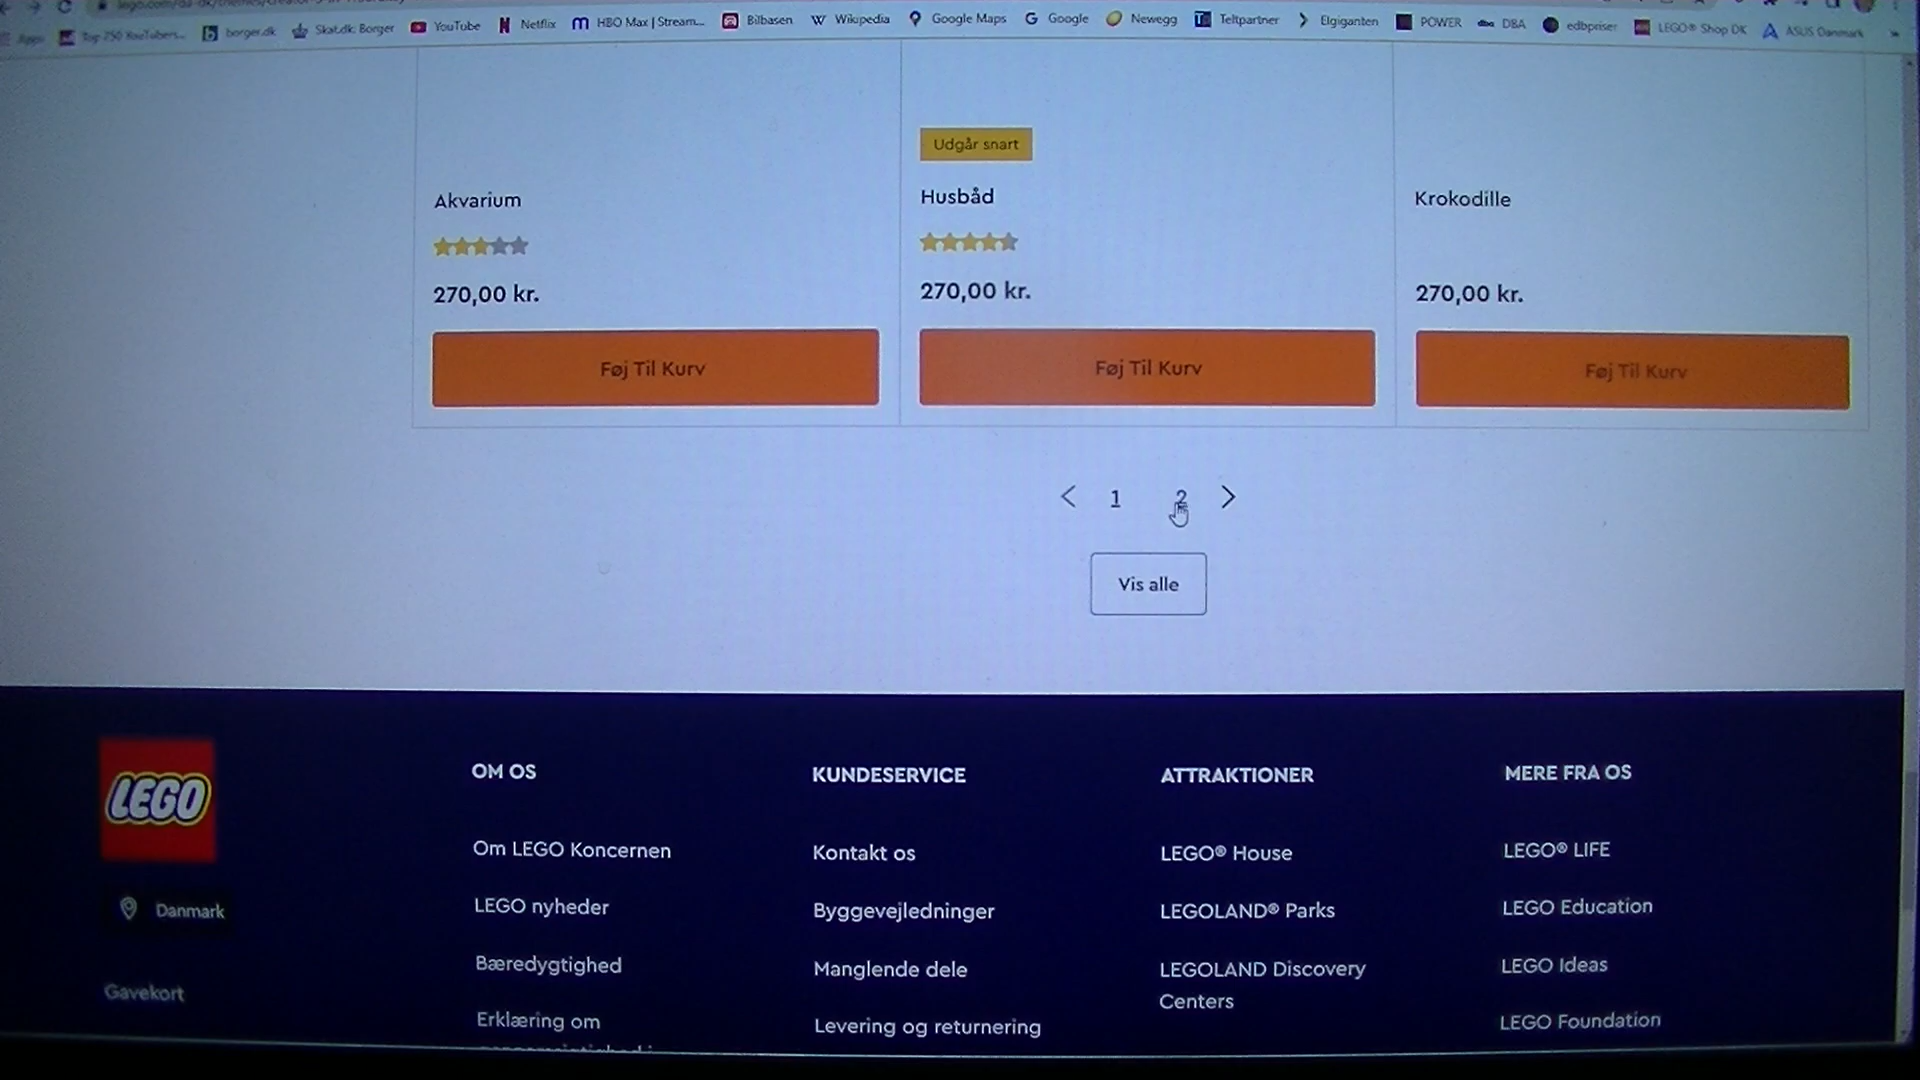 YouTube
Netflix
HBO Max | Stream...
Bilbasen
Wikipedia
Google Maps
Google
Newegg
Teltpartner
Elgiganten
POWER
DBA
edbpriser
LEGO® Shop DK
ASUS Danmark
»
Apps
Top 250 YouTubers...
borger.dk
Skat.dk: Borger
Udgår snart
Akvarium
Husbåd
Krokodille
270,00 kr.
270,00 kr.
270,00 kr.
Føj Til Kurv
Føj Til Kurv
Føj Til Kurv
1
2
Vis alle
LEGO
Danmark
Gavekort
OM OS
Om LEGO Koncernen
LEGO nyheder
Bæredygtighed
Erklæring om
KUNDESERVICE
Kontakt os
Byggevejledninger
Manglende dele
Levering og returnering
ATTRAKTIONER
LEGO® House
LEGOLAND® Parks
LEGOLAND Discovery
Centers
MERE FRA OS
LEGO® LIFE
LEGO Education
LEGO Ideas
LEGO Foundation